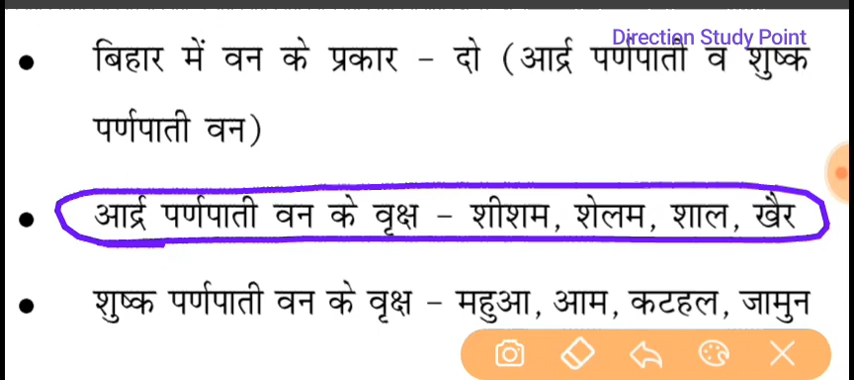 Direction Study Point
● बिहार में वन के प्रकार – दो (आर्द्र पर्णपाती व शुष्क
पर्णपाती वन)
● आर्द्र पर्णपाती वन के वृक्ष – शीशम, शेलम, शाल, खैर
● शुष्क पर्णपाती वन के वृक्ष – महुआ, आम, कटहल, जामुन